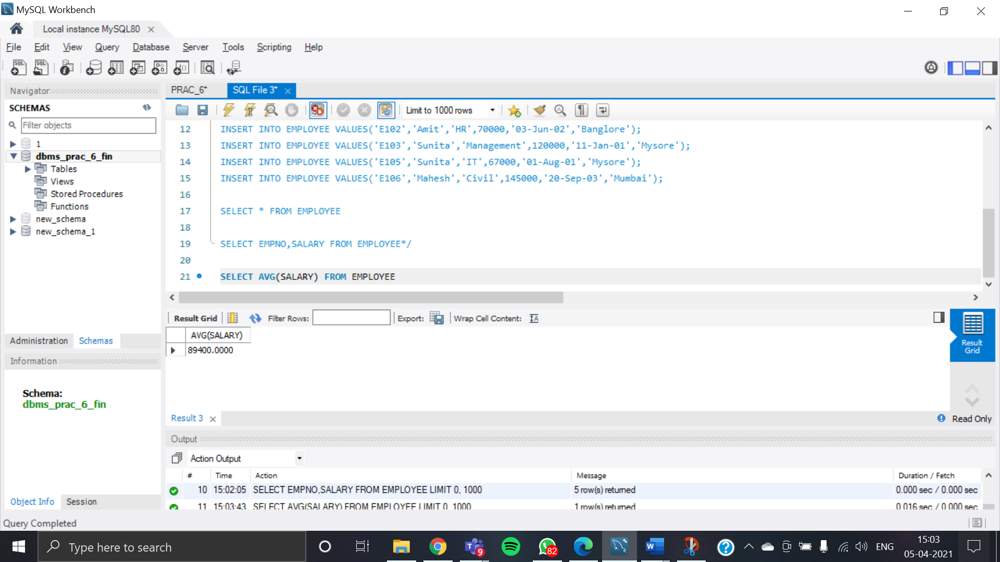 MySQL Workbench
Local instance MySQL80
File Edit View Query Database Server Tools Scripting Help
Navigator
SCHEMAS
Filter objects
1
dbms_prac_6_fin
Tables
Views
Stored Procedures
Functions
new_schema
new_schema_1
Administration Schemas
Information
Schema:
dbms_prac_6_fin
Object Info Session
PRAC_6* SQL File 3*
Limit to 1000 rows
12 INSERT INTO EMPLOYEE VALUES('E102','Amit','HR',70000,'03-Jun-02','Banglore');
13 INSERT INTO EMPLOYEE VALUES('E103','Sunita','Management',120000,'11-Jan-01','Mysore');
14 INSERT INTO EMPLOYEE VALUES('E105','Sunita','IT',67000,'01-Aug-01','Mysore');
15 INSERT INTO EMPLOYEE VALUES('E106','Mahesh','Civil',145000,'20-Sep-03','Mumbai');
16
17 SELECT * FROM EMPLOYEE
18
19 SELECT EMPNO,SALARY FROM EMPLOYEE*/
20
21 SELECT AVG(SALARY) FROM EMPLOYEE
Result Grid Filter Rows: Export: Wrap Cell Content:
AVG(SALARY)
89400.0000
Result Grid
Result 3
Read Only
Output
Action Output
# Time Action Message Duration / Fetch
10 15:02:05 SELECT EMPNO,SALARY FROM EMPLOYEE LIMIT 0, 1000 5 row(s) returned 0.000 sec / 0.000 sec
11 15:03:43 SELECT AVG(SALARY) FROM EMPLOYEE LIMIT 0, 1000 1 row(s) returned 0.016 sec / 0.000 sec
Query Completed
Type here to search
9
82
ENG
15:03
05-04-2021